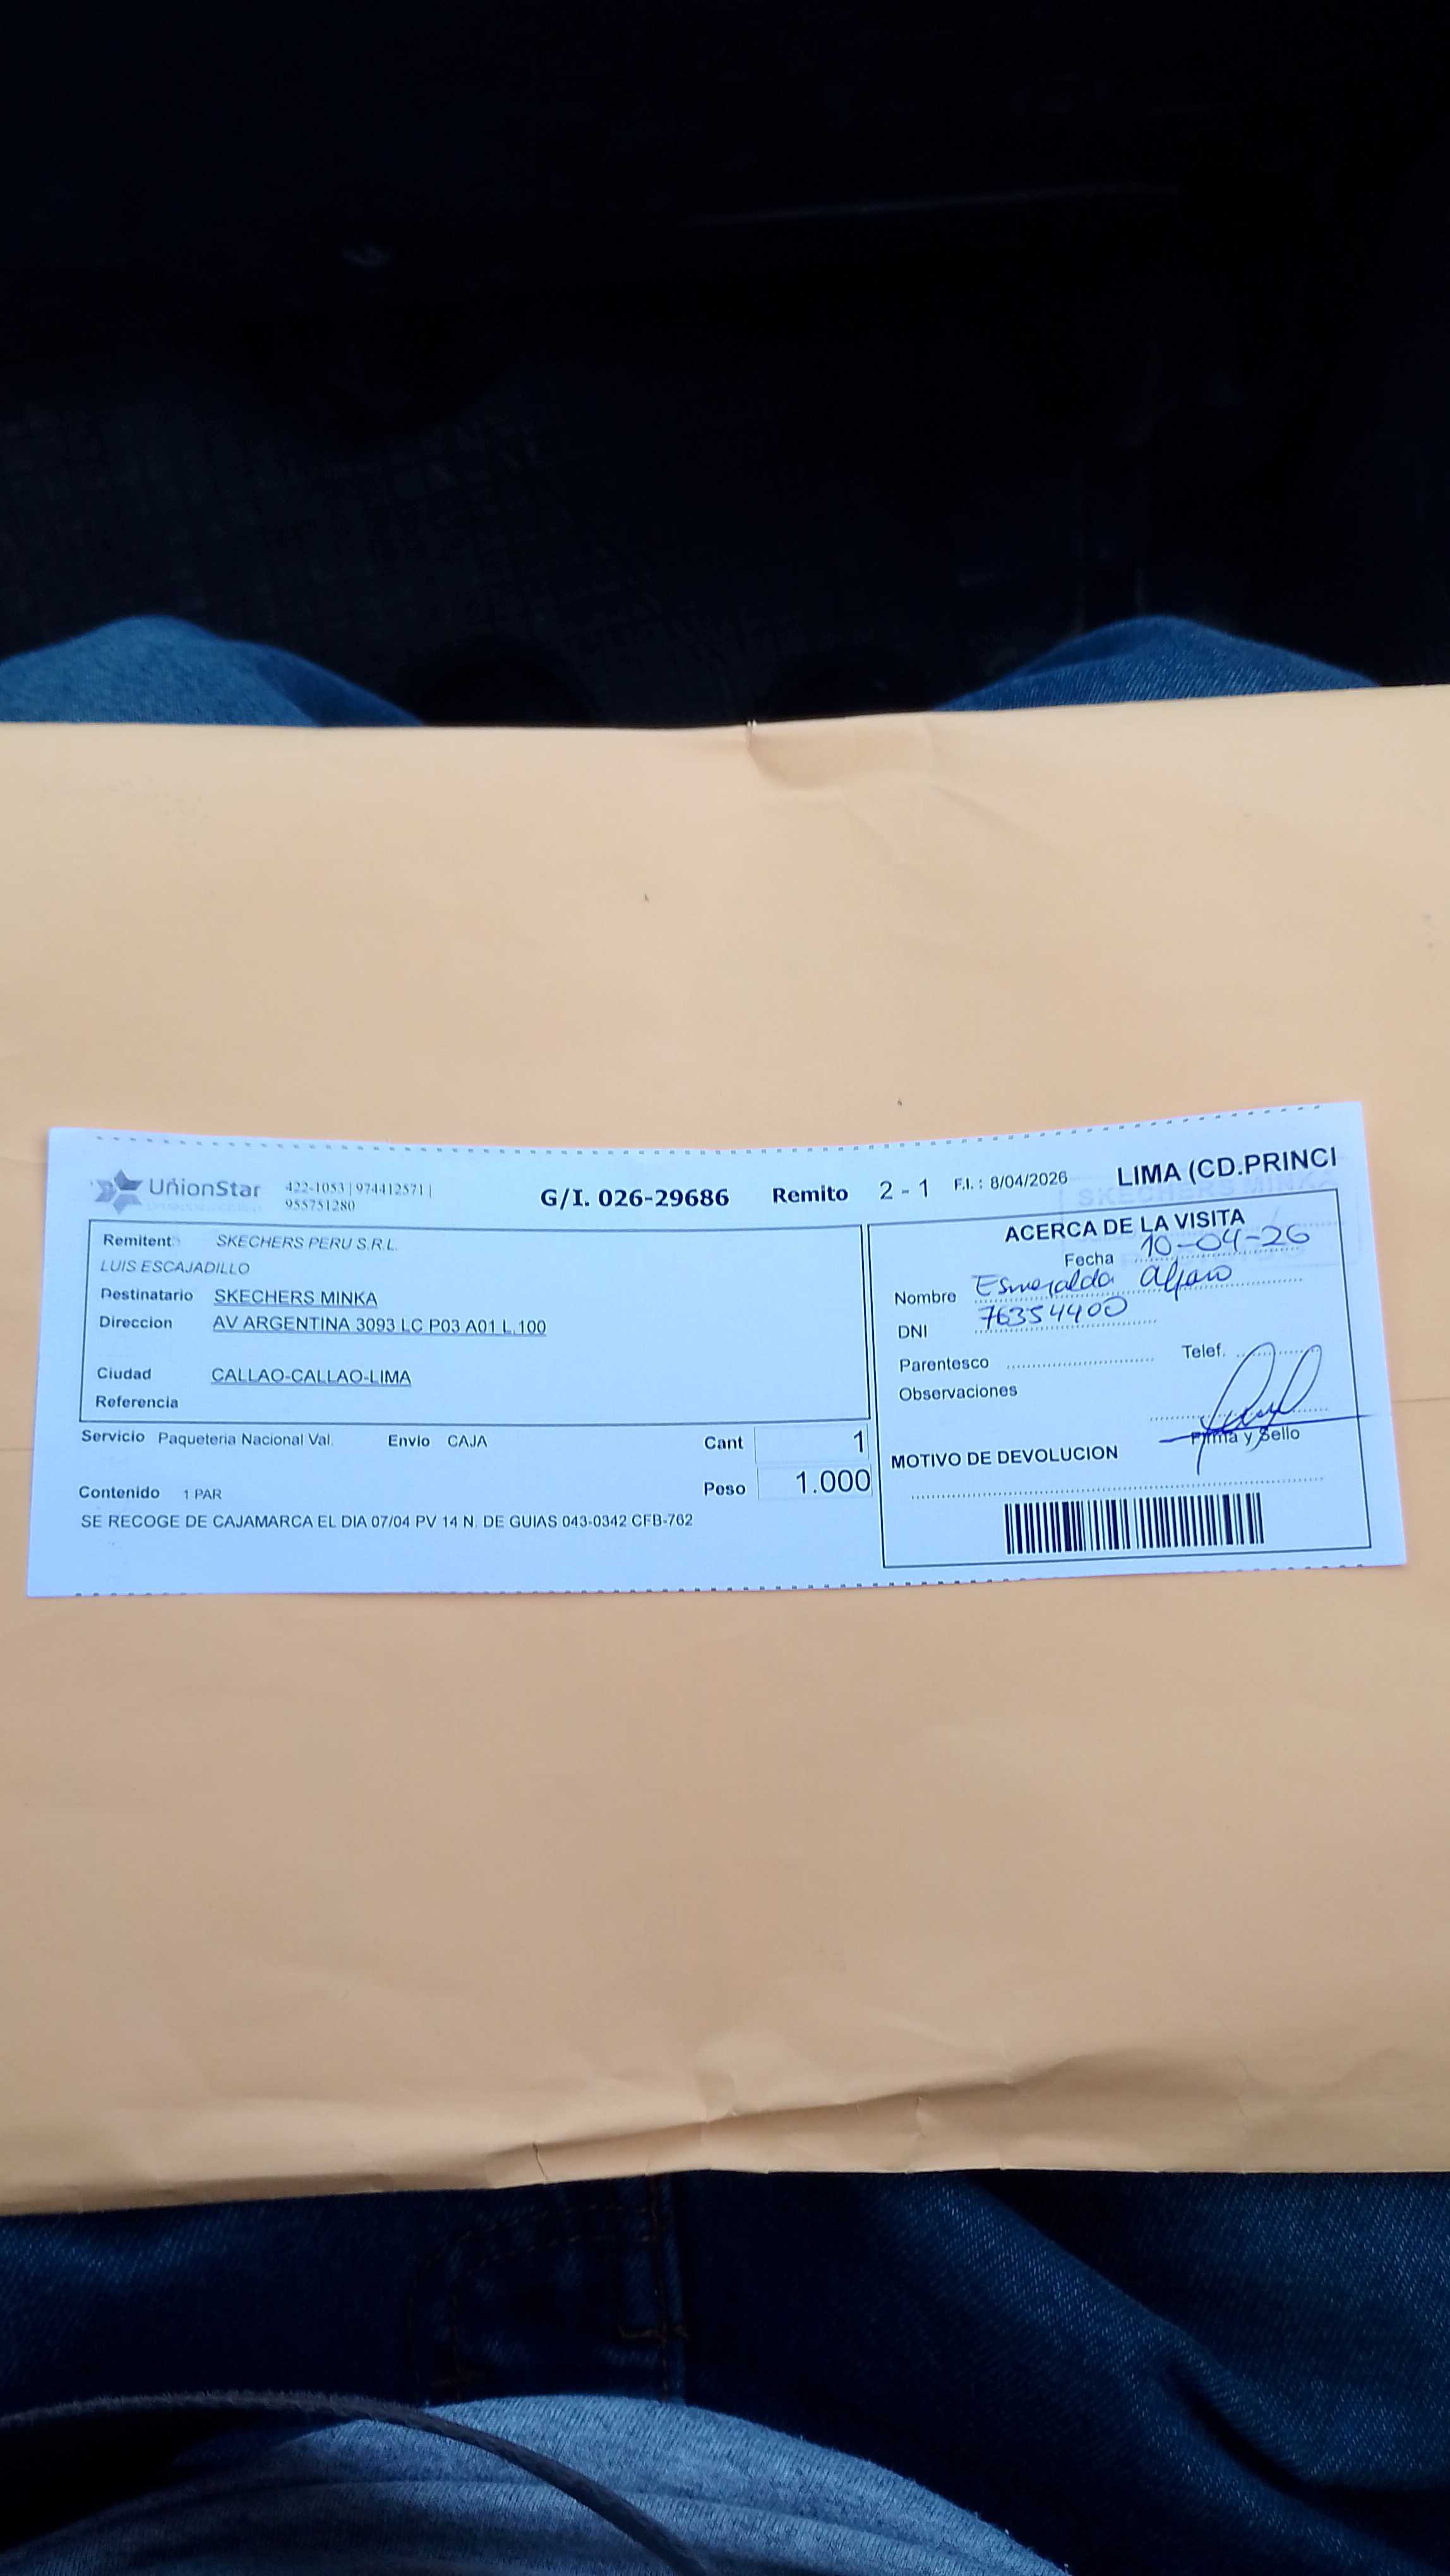 UnionStar
422-1053 | 974412571 |
955751280
G/I. 026-29686 Remito 2 - 1 F.I. : 8/04/2026 LIMA (CD.PRINCI
Remitent SKECHERS PERU S.R.L.
LUIS ESCAJADILLO
Destinatario SKECHERS MINKA
Direccion AV ARGENTINA 3093 LC P03 A01 L.100
Ciudad CALLAO-CALLAO-LIMA
Referencia
Servicio Paqueteria Nacional Val. Envio CAJA Cant 1
Peso 1.000
Contenido 1 PAR
SE RECOGE DE CAJAMARCA EL DIA 07/04 PV 14 N. DE GUIAS 043-0342 CFB-762
SKECHERS MINKA
ACERCA DE LA VISITA
Fecha 10-04-26
Nombre Esmeralda Alfaro
DNI 76354400
Parentesco Telef.
Observaciones
Firma y Sello
MOTIVO DE DEVOLUCION